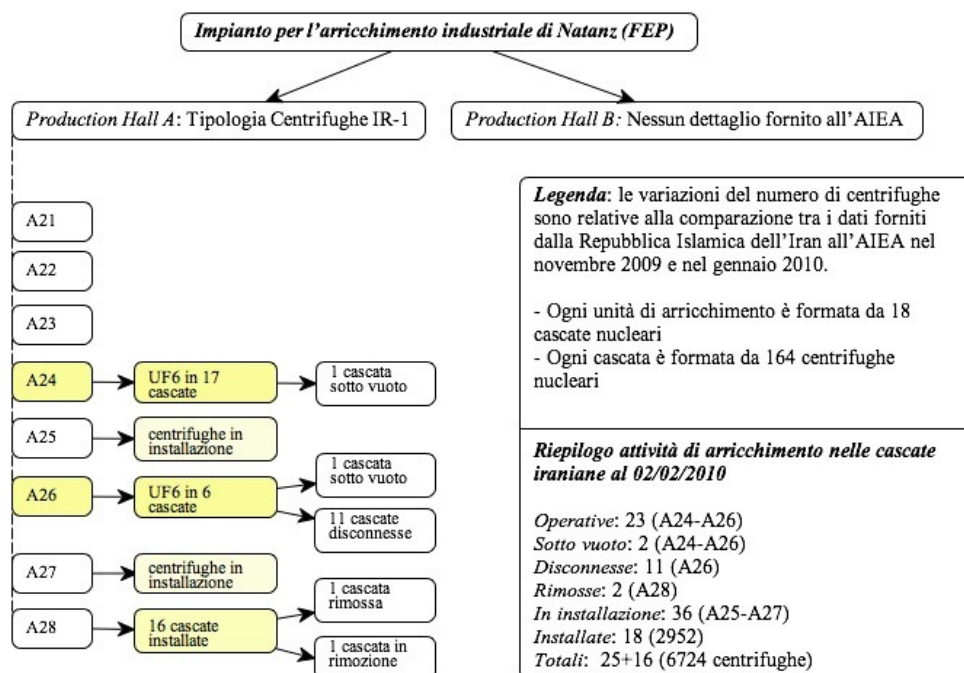 Impianto per l'arricchimento industriale di Natanz (FEP)
Production Hall A: Tipologia Centrifughe IR-1
Production Hall B: Nessun dettaglio fornito all'AIEA
A21
A22
A23
A24
UF6 in 17
cascate
1 cascata
sotto vuoto
A25
centrifughe in
installazione
A26
UF6 in 6
cascate
1 cascata
sotto vuoto
11 cascate
disconnesse
A27
centrifughe in
installazione
A28
16 cascate
installate
1 cascata
rimossa
1 cascata in
rimozione
Legenda: le variazioni del numero di centrifughe
sono relative alla comparazione tra i dati forniti
dalla Repubblica Islamica dell'Iran all'AIEA nel
novembre 2009 e nel gennaio 2010.
- Ogni unità di arricchimento è formata da 18
cascate nucleari
- Ogni cascata è formata da 164 centrifughe
nucleari
Riepilogo attività di arricchimento nelle cascate
iraniane al 02/02/2010
Operative: 23 (A24-A26)
Sotto vuoto: 2 (A24-A26)
Disconnesse: 11 (A26)
Rimosse: 2 (A28)
In installazione: 36 (A25-A27)
Installate: 18 (2952)
Totali: 25+16 (6724 centrifughe)